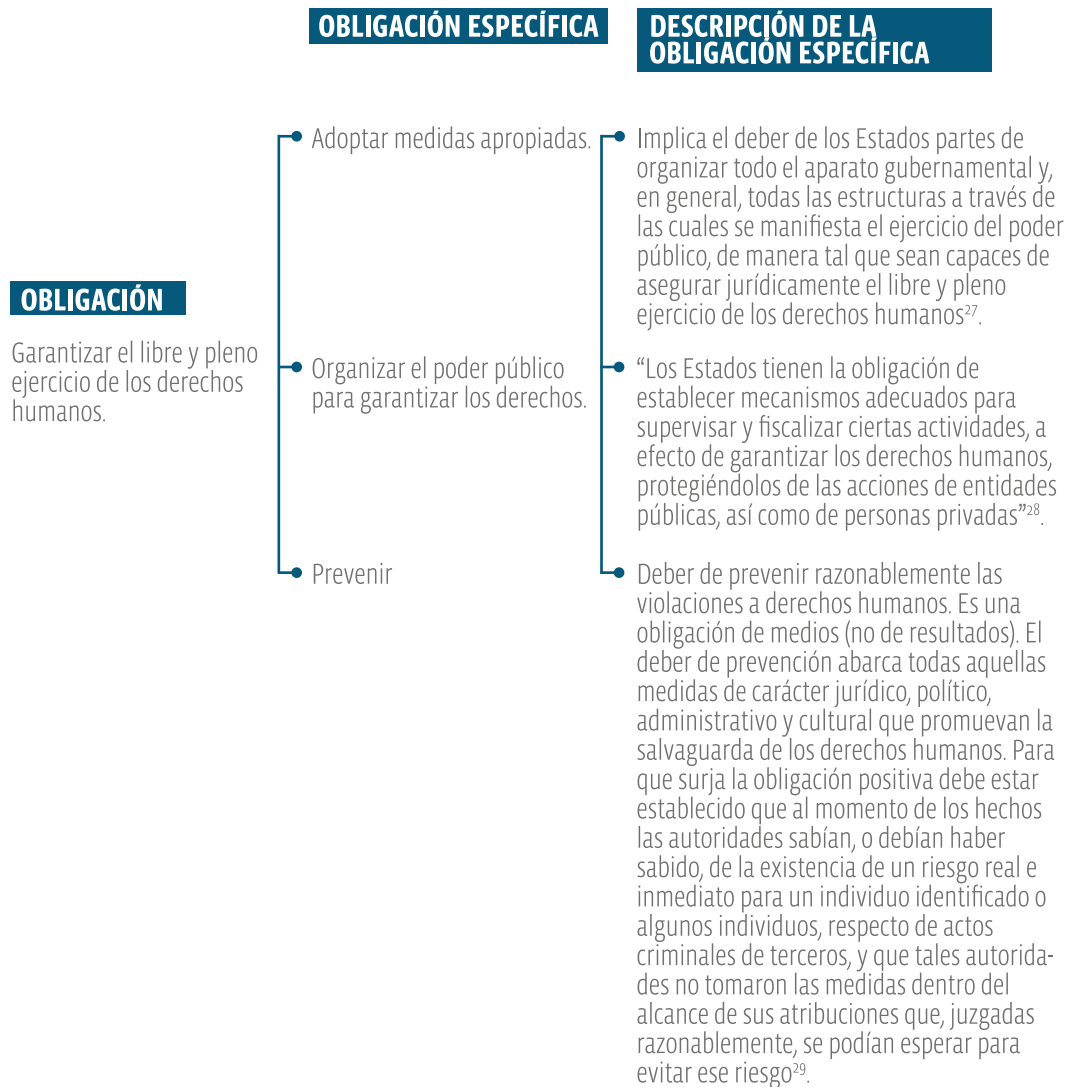 OBLIGACIÓN ESPECÍFICA
DESCRIPCIÓN DE LA
OBLIGACIÓN ESPECÍFICA
OBLIGACIÓN
Garantizar el libre y pleno
ejercicio de los derechos
humanos.
Adoptar medidas apropiadas.
Implica el deber de los Estados partes de
organizar todo el aparato gubernamental y,
en general, todas las estructuras a través de
las cuales se manifiesta el ejercicio del poder
público, de manera tal que sean capaces de
asegurar jurídicamente el libre y pleno
ejercicio de los derechos humanos²⁷.
Organizar el poder público
para garantizar los derechos.
“Los Estados tienen la obligación de
establecer mecanismos adecuados para
supervisar y fiscalizar ciertas actividades, a
efecto de garantizar los derechos humanos,
protegiéndolos de las acciones de entidades
públicas, así como de personas privadas”²⁸.
Prevenir
Deber de prevenir razonablemente las
violaciones a derechos humanos. Es una
obligación de medios (no de resultados). El
deber de prevención abarca todas aquellas
medidas de carácter jurídico, político,
administrativo y cultural que promuevan la
salvaguarda de los derechos humanos. Para
que surja la obligación positiva debe estar
establecido que al momento de los hechos
las autoridades sabían, o debían haber
sabido, de la existencia de un riesgo real e
inmediato para un individuo identificado o
algunos individuos, respecto de actos
criminales de terceros, y que tales autorida-
des no tomaron las medidas dentro del
alcance de sus atribuciones que, juzgadas
razonablemente, se podían esperar para
evitar ese riesgo²⁹.